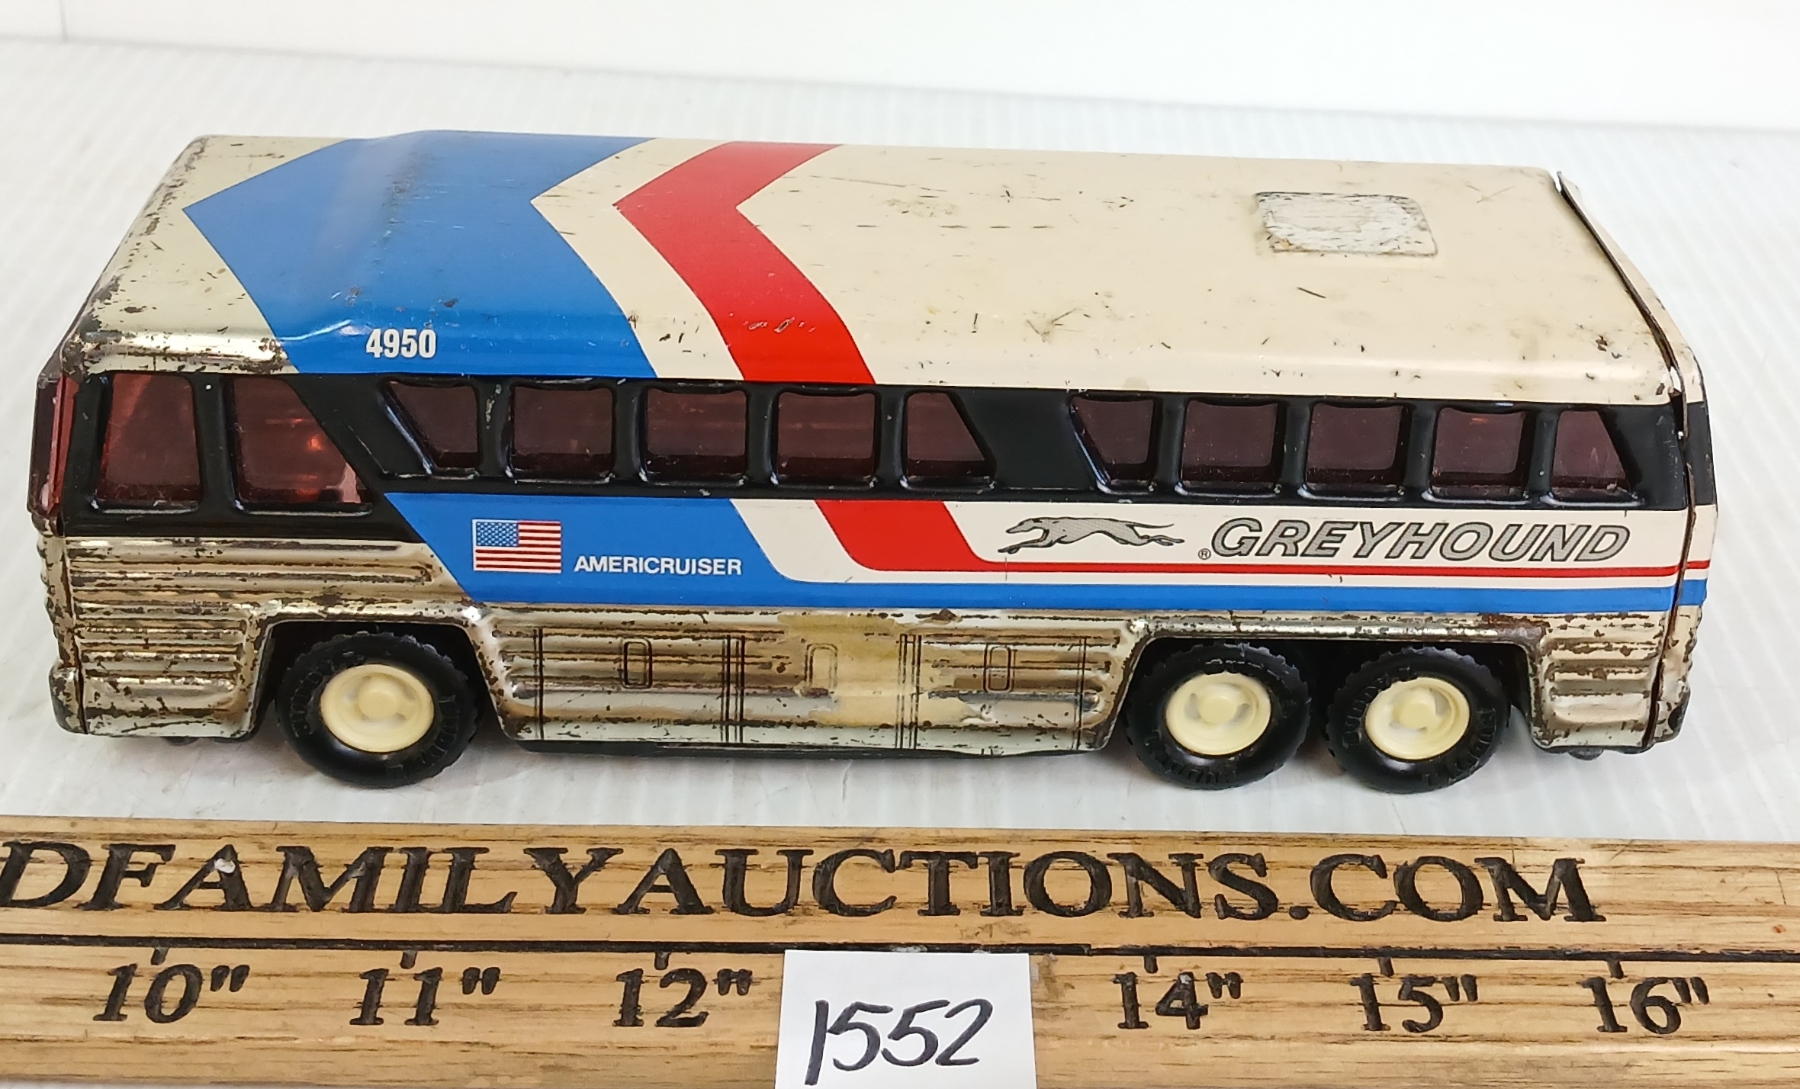 4950
AMERICRUISER
® GREYHOUND
DFAMILYAUCTIONS.COM
10" 11" 12" 14" 15" 16"
1552